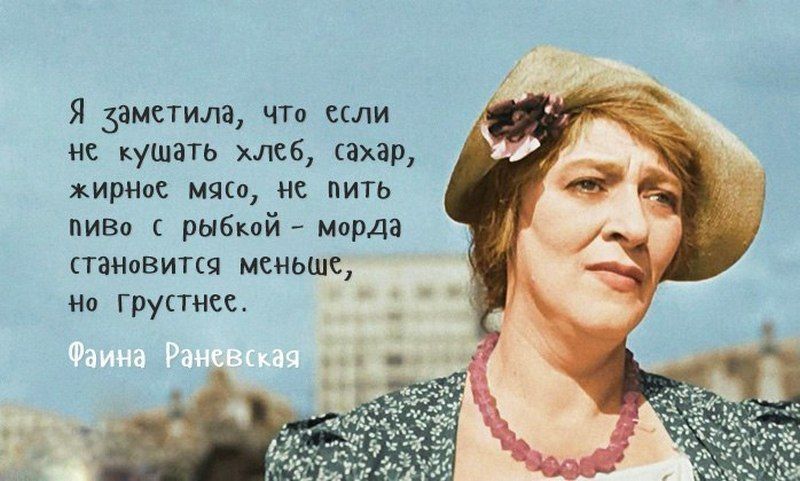 Я заметила, что если
не кушать хлеб, сахар,
жирное мясо, не пить
пиво с рыбкой - морда
становится меньше,
но грустнее.
Фаина Раневская